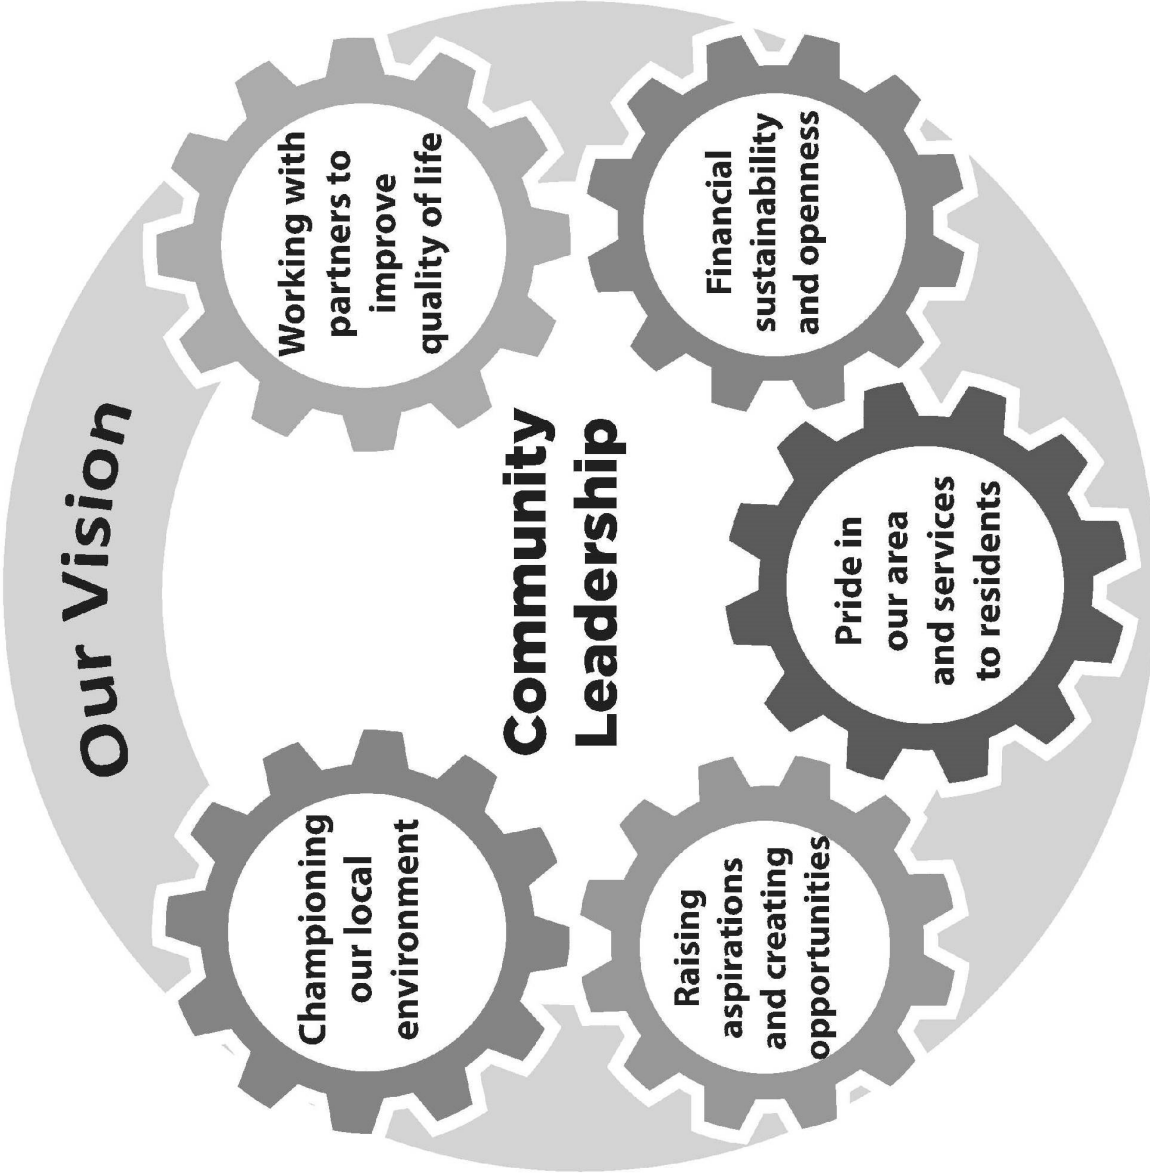 Our Vision
Championing
our local
environment
Working with
partners to
improve
quality of life
Community
Leadership
Raising
aspirations
and creating
opportunities
Pride in
our area
and services
to residents
Financial
sustainability
and openness